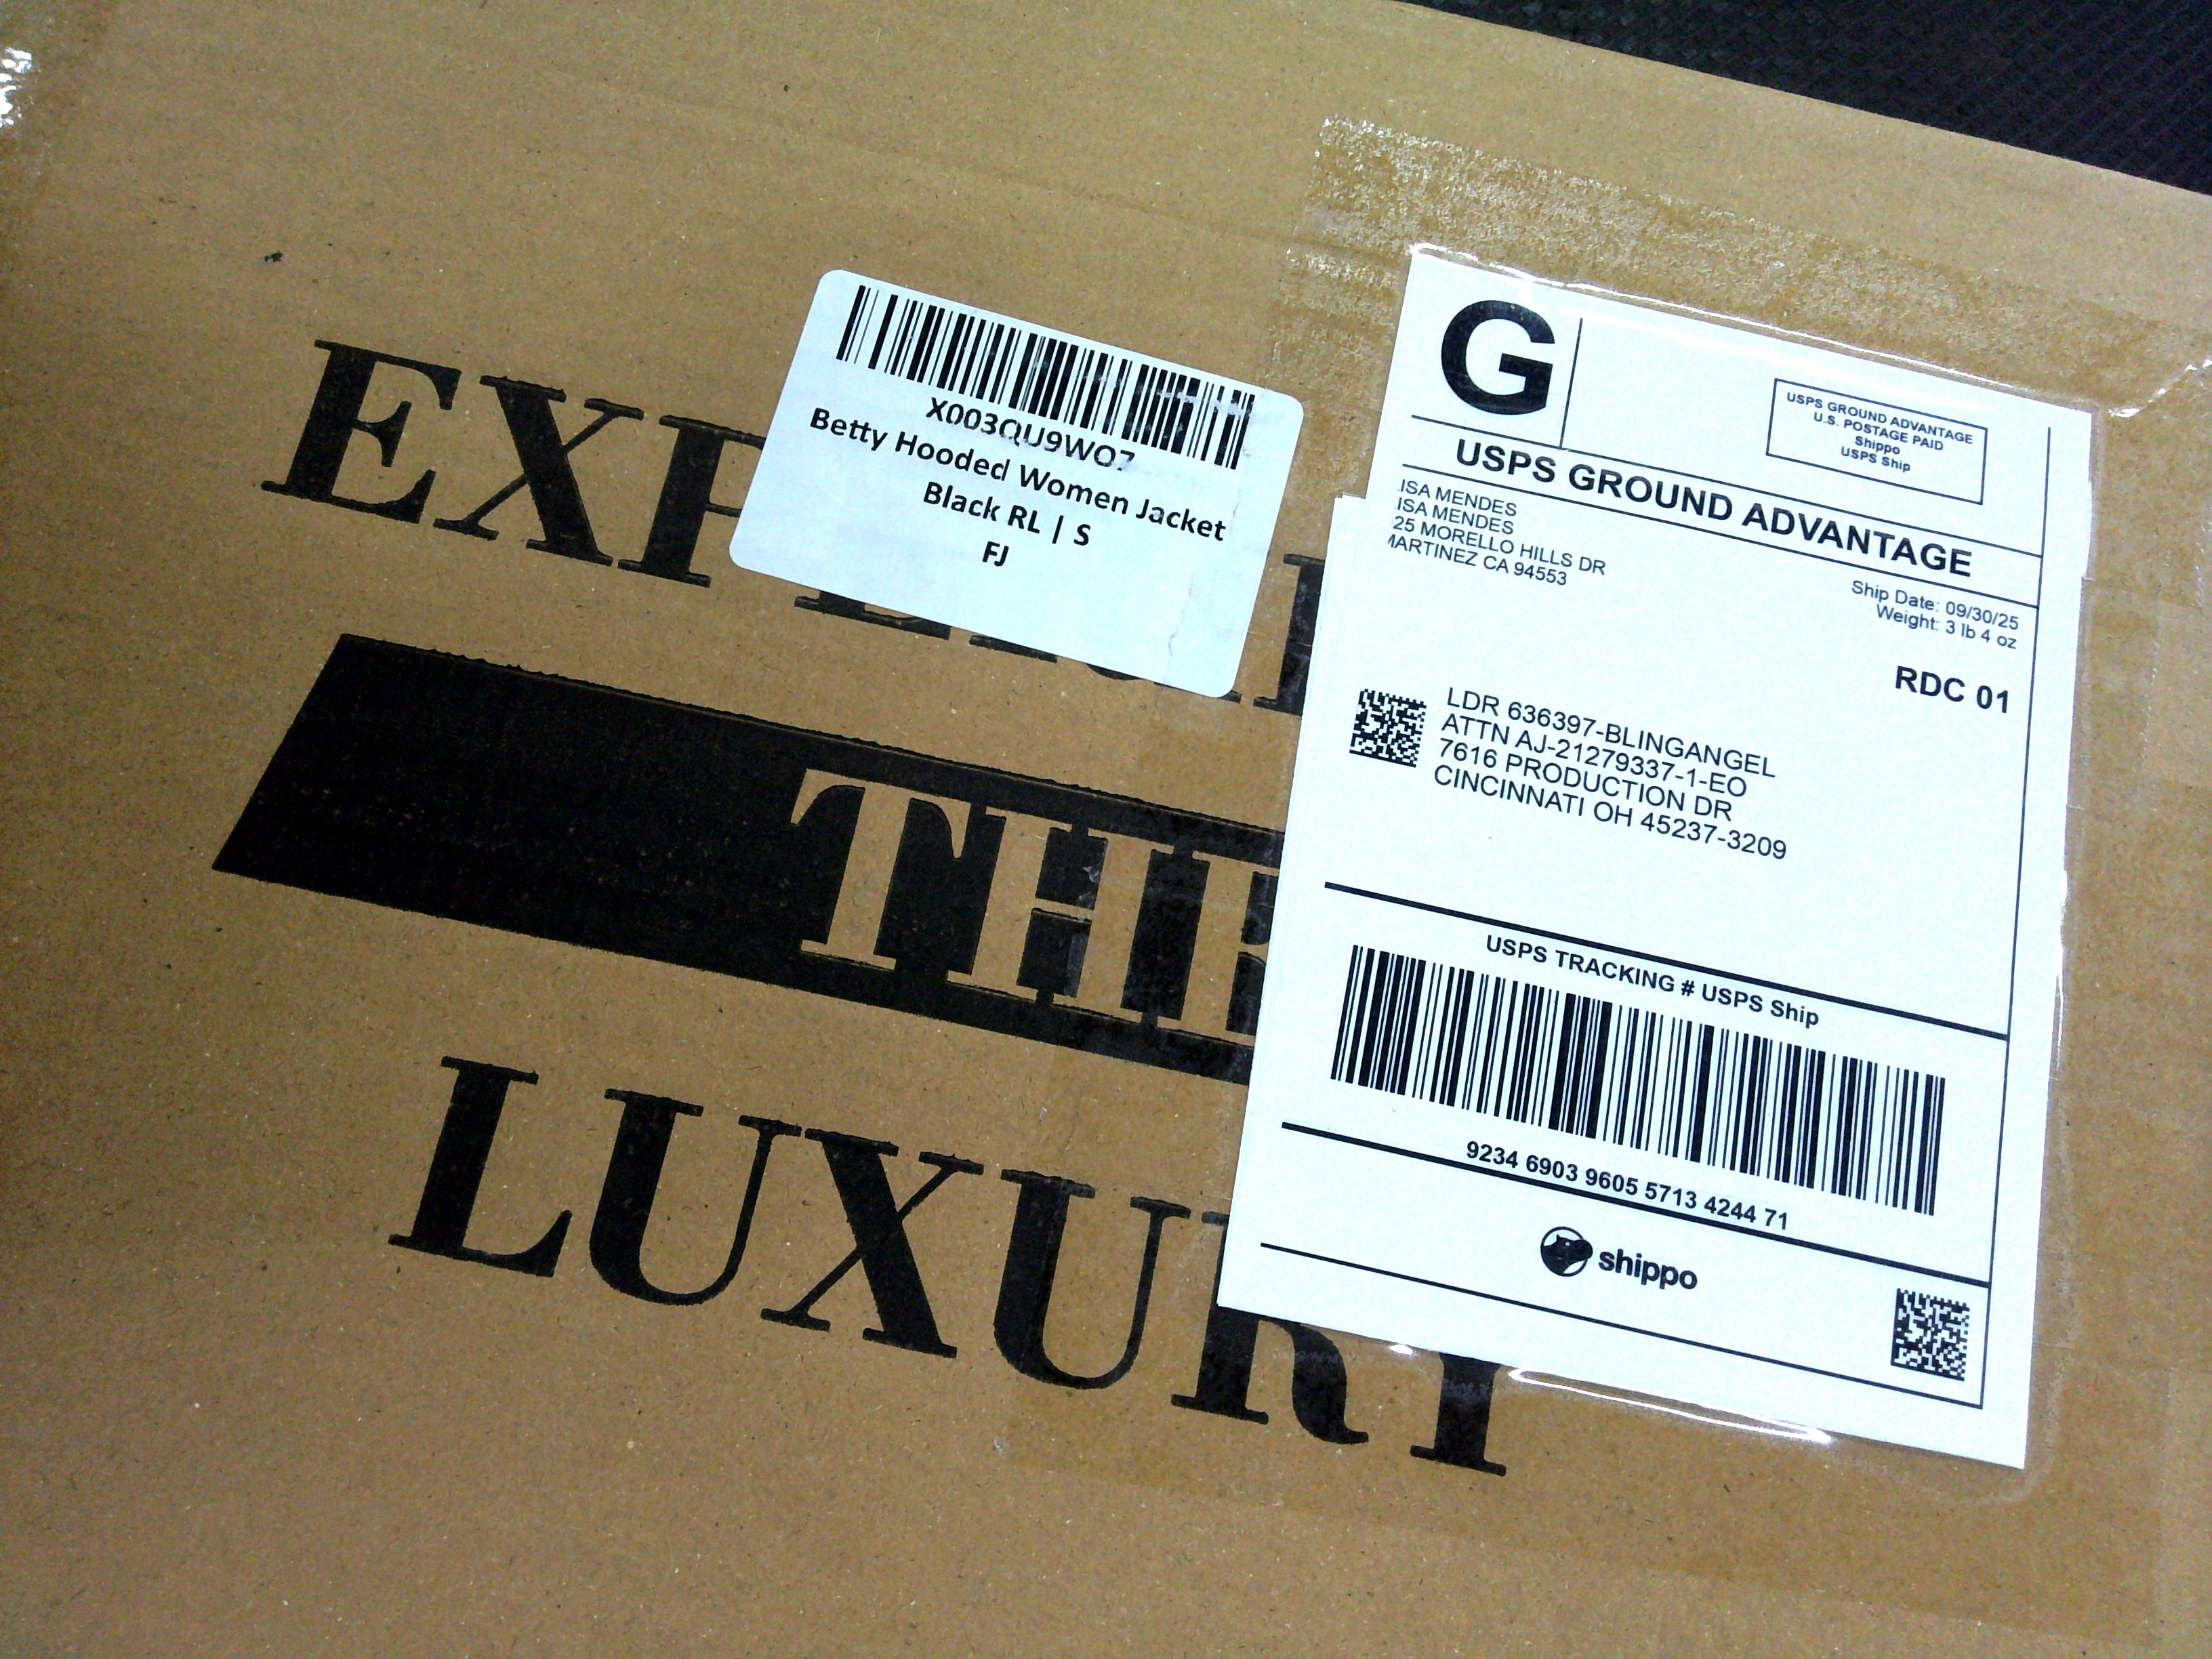 EXP
THE
LUXURY
X003QU9WO7
Betty Hooded Women Jacket
Black RL | S
FJ
G
USPS GROUND ADVANTAGE
U.S. POSTAGE PAID
Shippo
USPS Ship
USPS GROUND ADVANTAGE
ISA MENDES
ISA MENDES
25 MORELLO HILLS DR
MARTINEZ CA 94553
Ship Date: 09/30/25
Weight: 3 lb 4 oz
RDC 01
LDR 636397-BLINGANGEL
ATTN AJ-21279337-1-EO
7616 PRODUCTION DR
CINCINNATI OH 45237-3209
USPS TRACKING # USPS Ship
9234 6903 9605 5713 4244 71
shippo